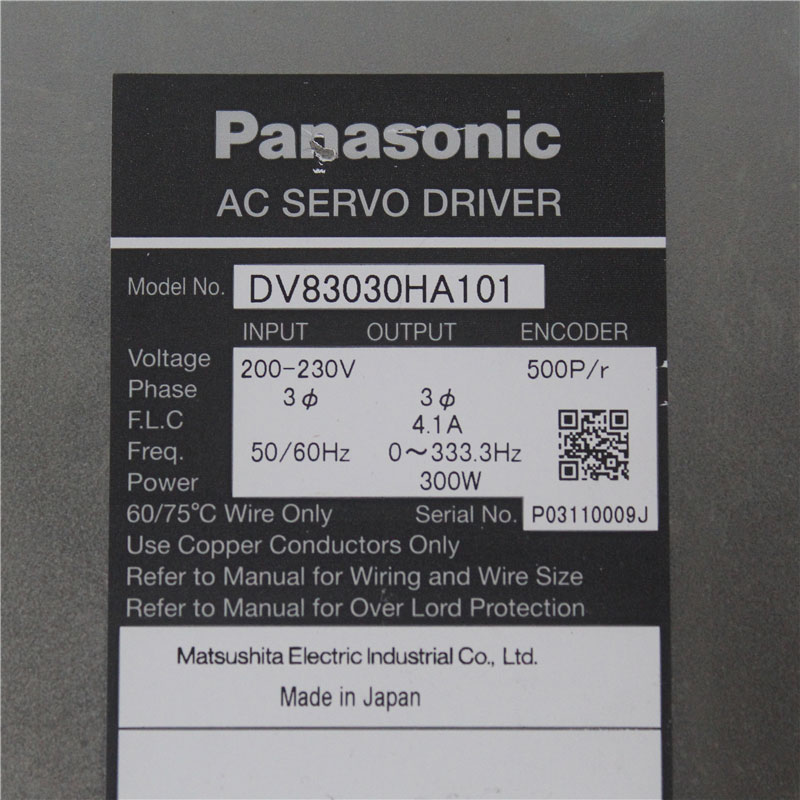 Panasonic
AC SERVO DRIVER
Model No. DV83030HA101
INPUT OUTPUT ENCODER
Voltage 200-230V 500P/r
Phase 3ϕ 3ϕ
F.L.C 4.1A
Freq. 50/60Hz 0~333.3Hz
Power 300W
60/75°C Wire Only Serial No. P03110009J
Use Copper Conductors Only
Refer to Manual for Wiring and Wire Size
Refer to Manual for Over Lord Protection
Matsushita Electric Industrial Co., Ltd.
Made in Japan